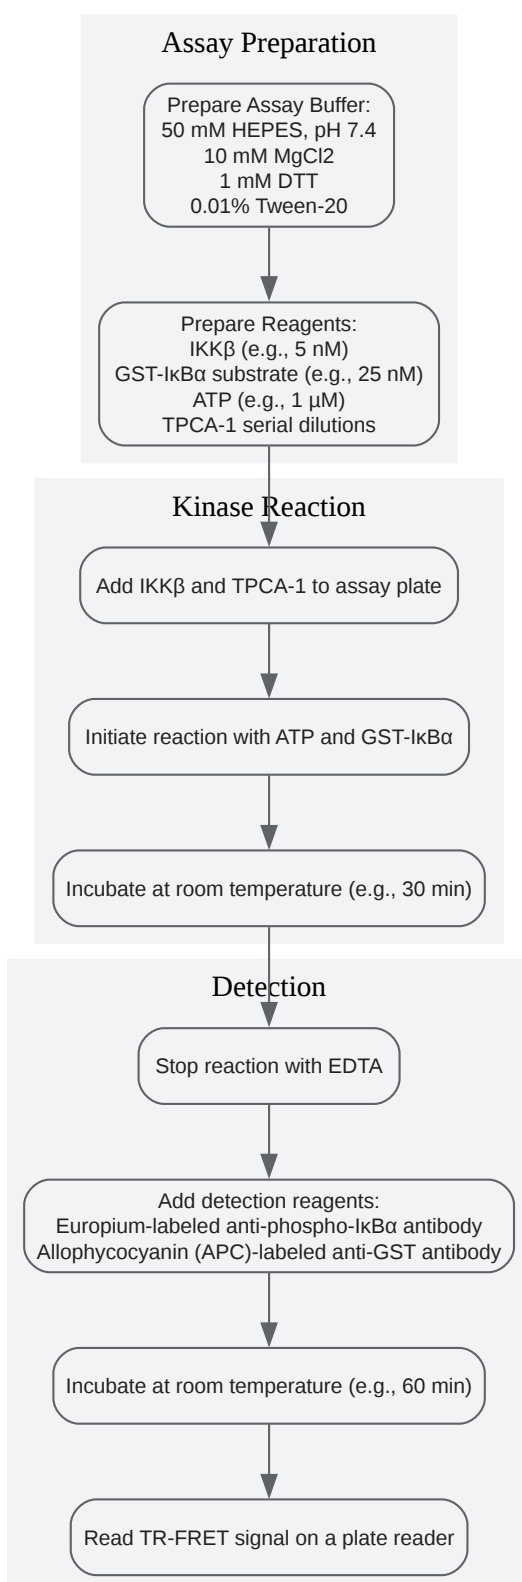 Assay Preparation
Prepare Assay Buffer:
50 mM HEPES, pH 7.4
10 mM MgCl2
1 mM DTT
0.01% Tween-20
Prepare Reagents:
IKKβ (e.g., 5 nM)
GST-IκBα substrate (e.g., 25 nM)
ATP (e.g., 1 µM)
TPCA-1 serial dilutions
Kinase Reaction
Add IKKβ and TPCA-1 to assay plate
Initiate reaction with ATP and GST-IκBα
Incubate at room temperature (e.g., 30 min)
Detection
Stop reaction with EDTA
Add detection reagents:
Europium-labeled anti-phospho-IκBα antibody
Allophycocyanin (APC)-labeled anti-GST antibody
Incubate at room temperature (e.g., 60 min)
Read TR-FRET signal on a plate reader